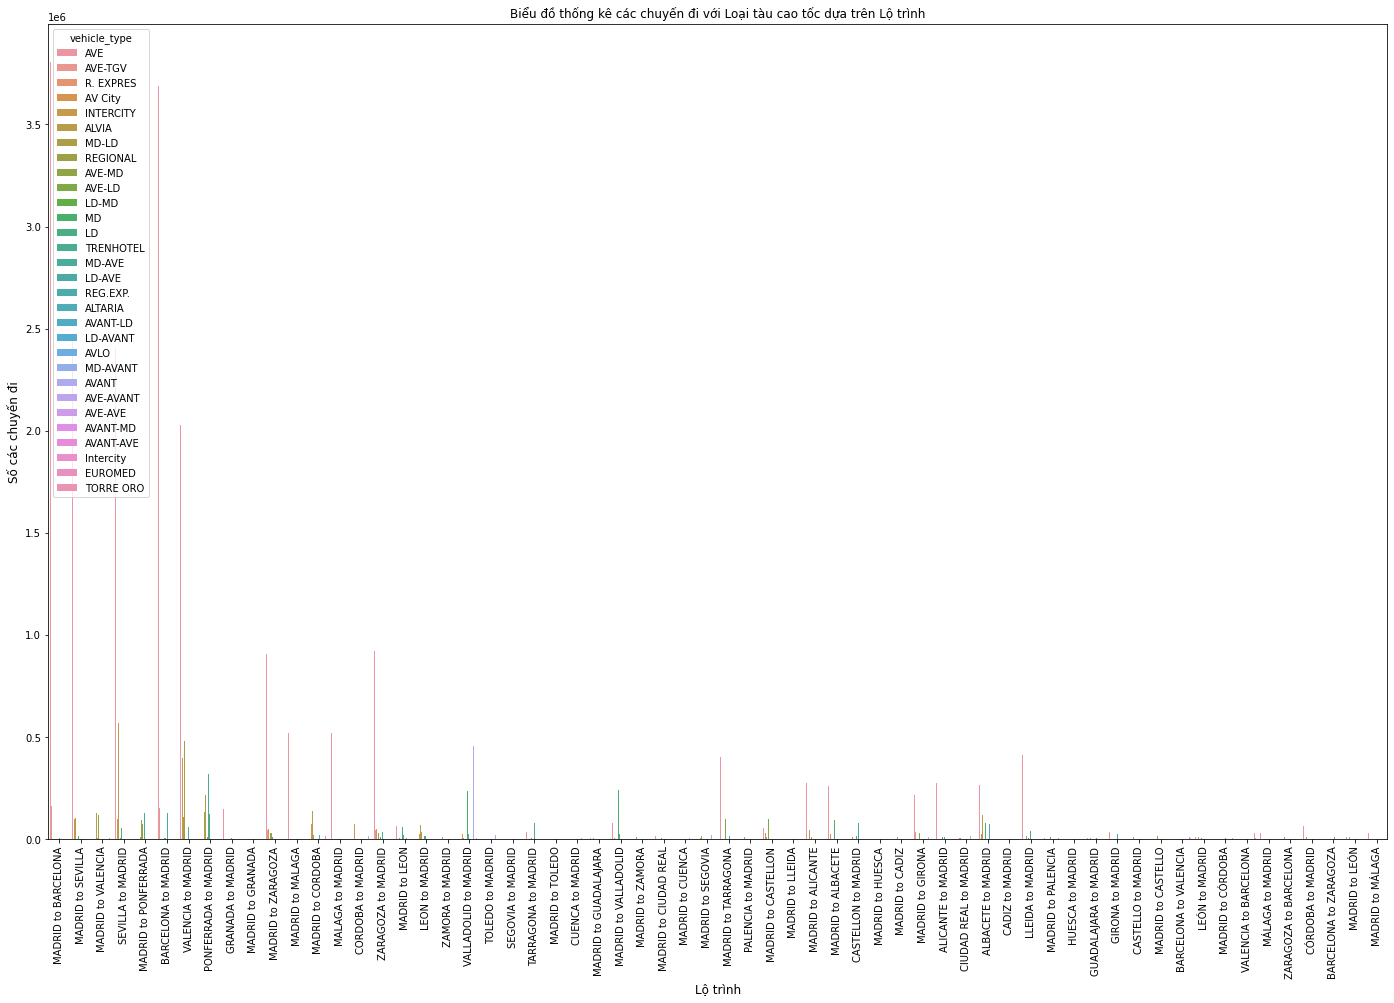 Biểu đồ thống kê các chuyến đi với Loại tàu cao tốc dựa trên Lộ trình
1e6
vehicle_type
AVE
AVE-TGV
R. EXPRES
AV City
INTERCITY
ALVIA
MD-LD
REGIONAL
AVE-MD
AVE-LD
LD-MD
MD
LD
TRENHOTEL
MD-AVE
LD-AVE
REG.EXP.
ALTARIA
AVANT-LD
LD-AVANT
AVLO
MD-AVANT
AVANT
AVE-AVANT
AVE-AVE
AVANT-MD
AVANT-AVE
Intercity
EUROMED
TORRE ORO
Số các chuyến đi
3.5
3.0
2.5
2.0
1.5
1.0
0.5
0.0
MADRID to BARCELONA
MADRID to SEVILLA
MADRID to VALENCIA
SEVILLA to MADRID
MADRID to PONFERRADA
BARCELONA to MADRID
VALENCIA to MADRID
PONFERRADA to MADRID
GRANADA to MADRID
MADRID to GRANADA
MADRID to ZARAGOZA
MADRID to MALAGA
MADRID to CORDOBA
MALAGA to MADRID
CORDOBA to MADRID
ZARAGOZA to MADRID
MADRID to LEON
LEON to MADRID
ZAMORA to MADRID
VALLADOLID to MADRID
TOLEDO to MADRID
SEGOVIA to MADRID
TARRAGONA to MADRID
MADRID to TOLEDO
CUENCA to MADRID
MADRID to GUADALAJARA
MADRID to VALLADOLID
MADRID to ZAMORA
MADRID to CIUDAD REAL
MADRID to CUENCA
MADRID to SEGOVIA
MADRID to TARRAGONA
PALENCIA to MADRID
MADRID to CASTELLON
MADRID to LLEIDA
MADRID to ALICANTE
MADRID to ALBACETE
CASTELLON to MADRID
MADRID to HUESCA
MADRID to CADIZ
MADRID to GIRONA
ALICANTE to MADRID
CIUDAD REAL to MADRID
ALBACETE to MADRID
CADIZ to MADRID
LLEIDA to MADRID
MADRID to PALENCIA
HUESCA to MADRID
GUADALAJARA to MADRID
GIRONA to MADRID
CASTELLO to MADRID
MADRID to CASTELLO
BARCELONA to VALENCIA
LEÓN to MADRID
MADRID to CÓRDOBA
VALENCIA to BARCELONA
MÁLAGA to MADRID
ZARAGOZA to BARCELONA
CÓRDOBA to MADRID
BARCELONA to ZARAGOZA
MADRID to LEÓN
MADRID to MÁLAGA
Lộ trình